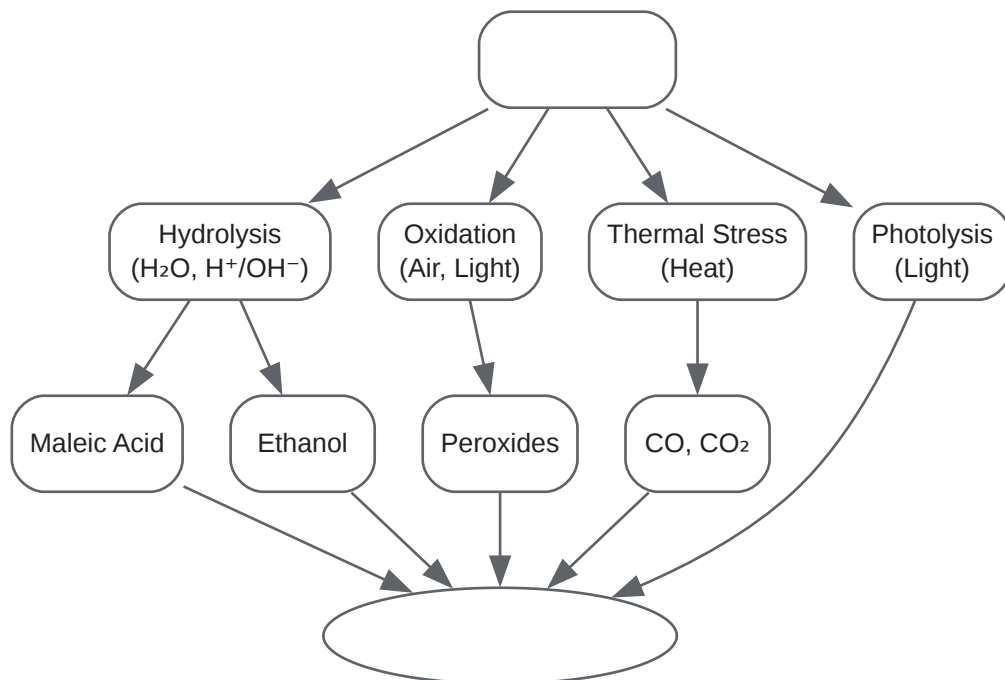 Hydrolysis
(H₂O, H⁺/OH⁻)
Oxidation
(Air, Light)
Thermal Stress
(Heat)
Photolysis
(Light)
Maleic Acid
Ethanol
Peroxides
CO, CO₂